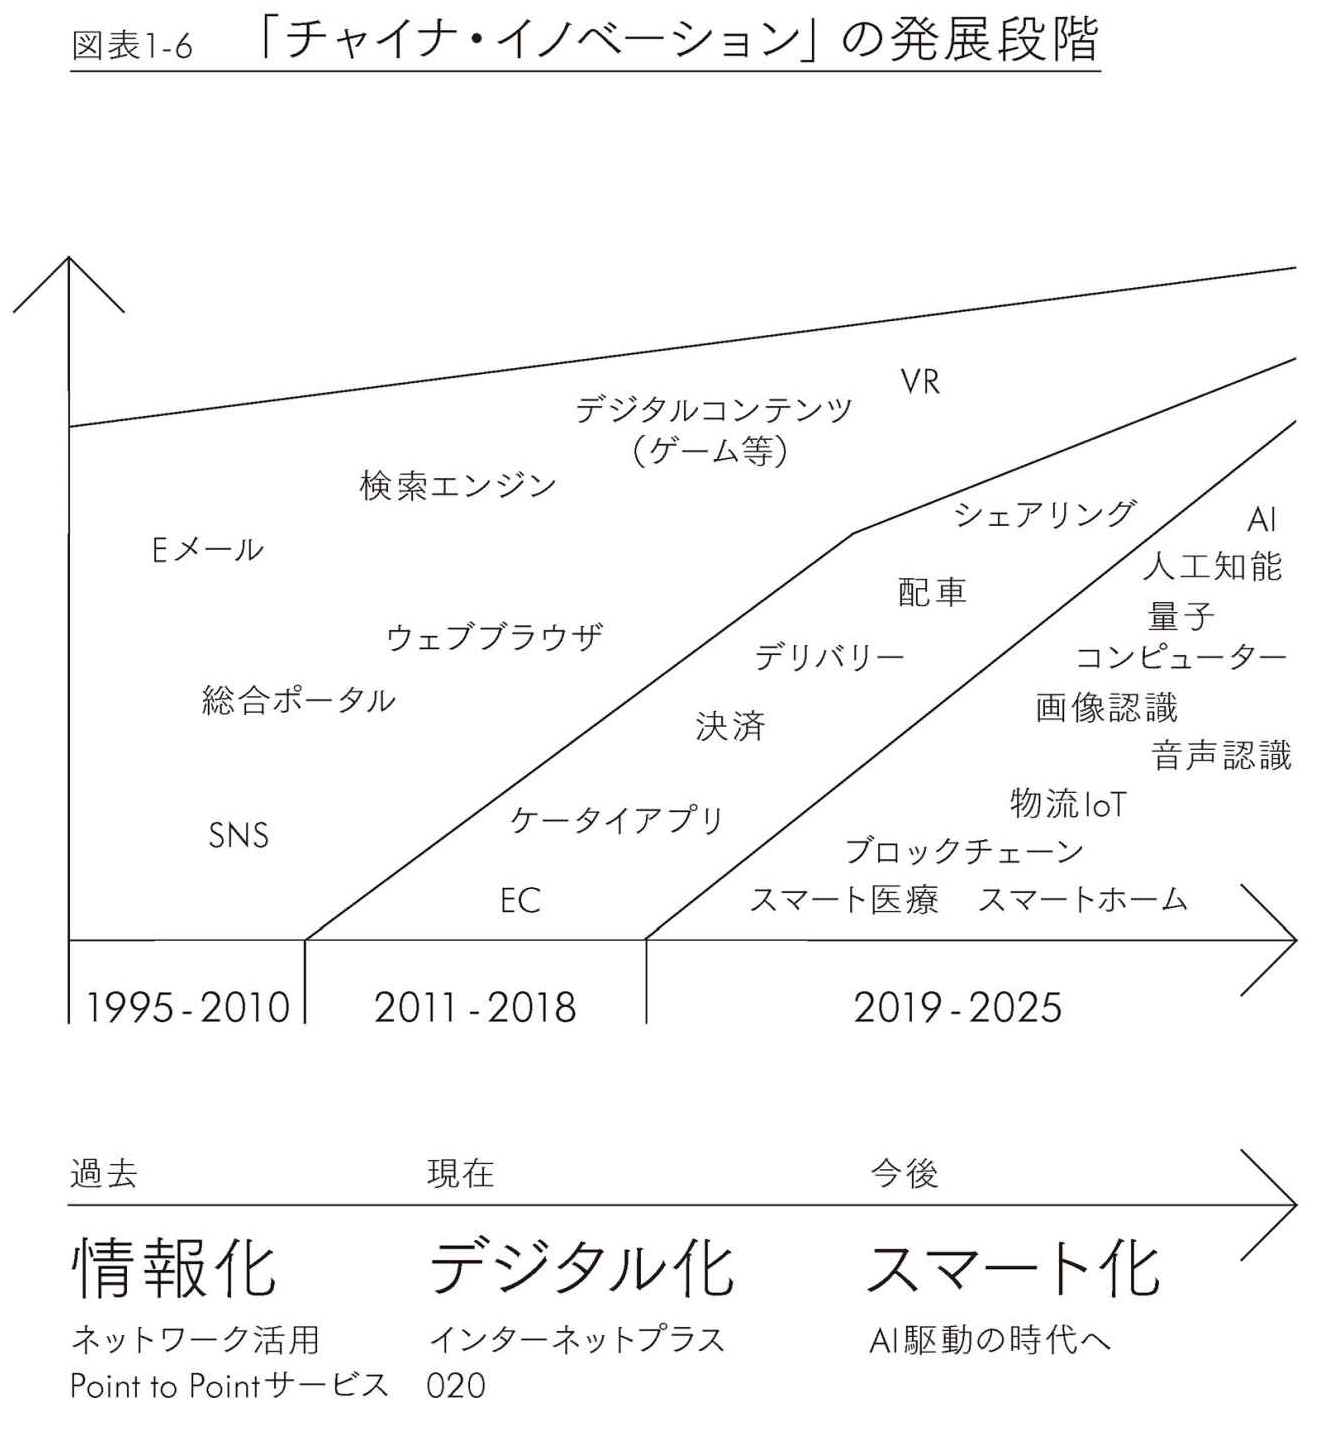 図表1-6 「チャイナ・イノベーション」の発展段階
VR
デジタルコンテンツ
（ゲーム等）
検索エンジン
Eメール
ウェブブラウザ
総合ポータル
SNS
シェアリング
配車
デリバリー
決済
ケータイアプリ
EC
AI
人工知能
量子
コンピューター
画像認識
音声認識
物流IoT
ブロックチェーン
スマート医療 スマートホーム
1995-2010 2011-2018 2019-2025
過去 現在 今後
情報化 デジタル化 スマート化
ネットワーク活用 インターネットプラス AI駆動の時代へ
Point to Pointサービス 020